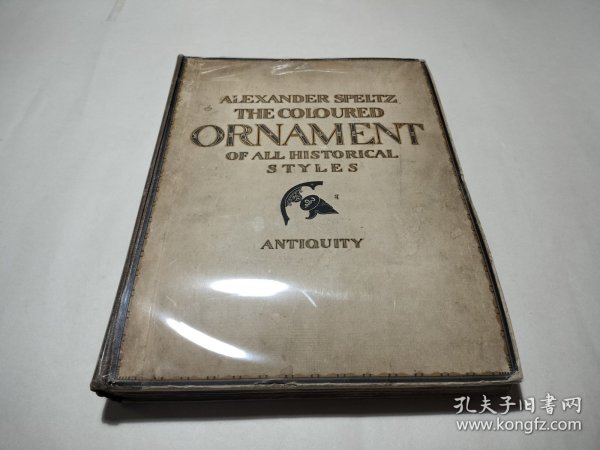 ALEXANDER SPELTZ
THE COLOURED
ORNAMENT
OF ALL HISTORICAL
STYLES
ANTIQUITY
孔夫子旧书网
www.kongfz.com